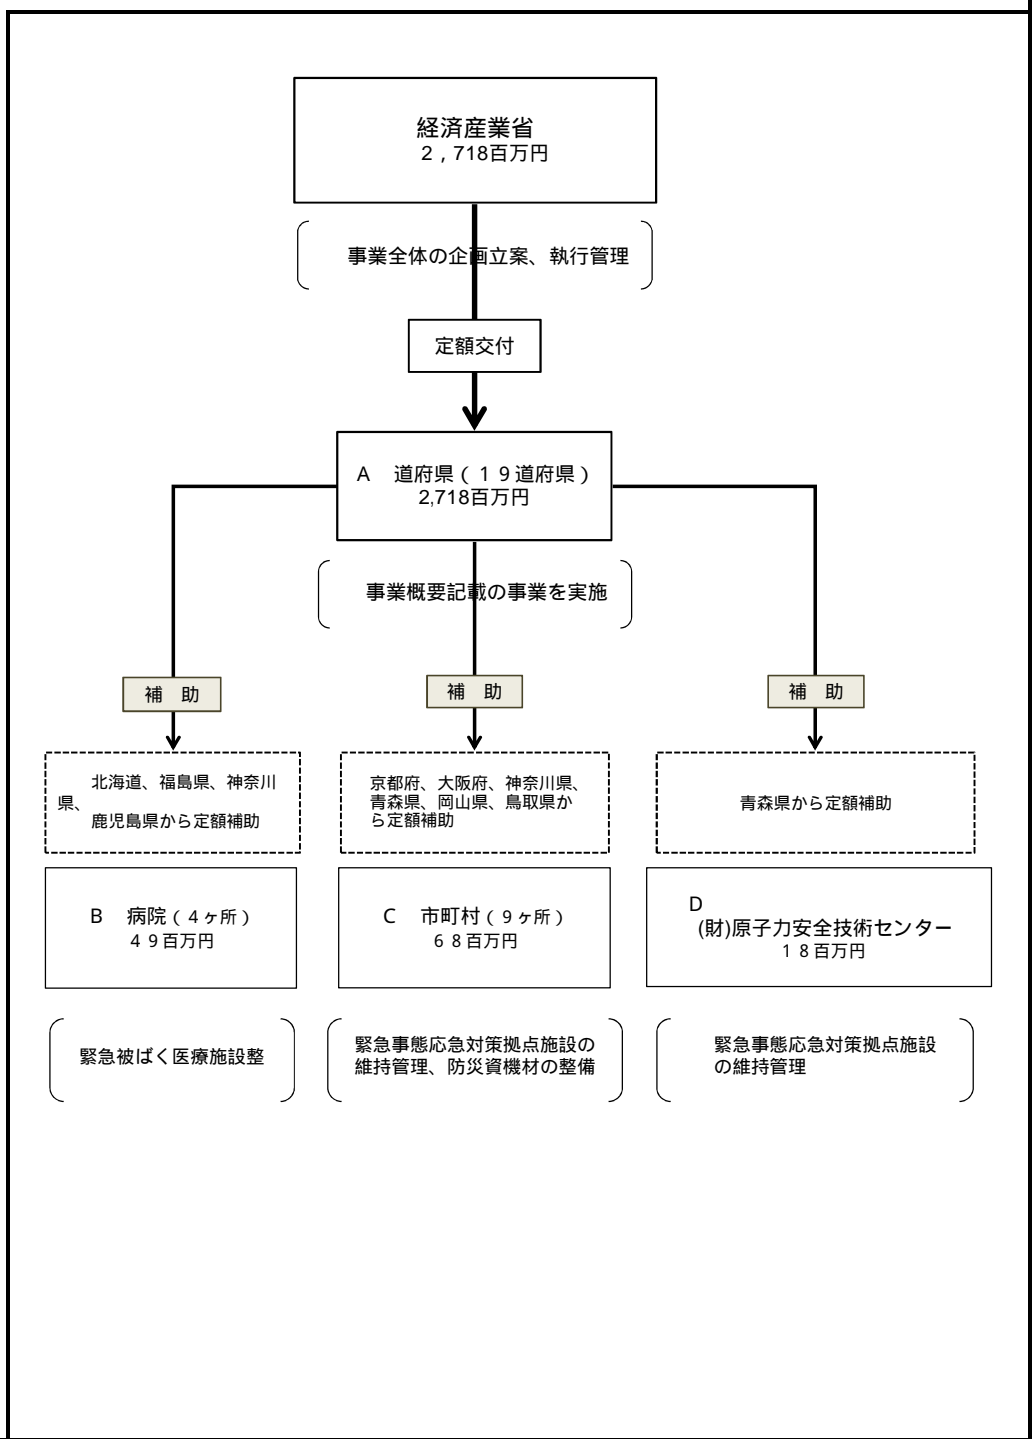 経済産業省
２，718百万円
事業全体の企画立案、執行管理
定額交付
A　道府県（１９道府県）
2,718百万円
事業概要記載の事業を実施
補　助
補　助
補　助
北海道、福島県、神奈川
県、
鹿児島県から定額補助
京都府、大阪府、神奈川県、
青森県、岡山県、鳥取県か
ら定額補助
青森県から定額補助
B　病院（４ヶ所）
４９百万円
C　市町村（９ヶ所）
６８百万円
D
(財)原子力安全技術センター
１８百万円
緊急被ばく医療施設整
緊急事態応急対策拠点施設の
維持管理、防災資機材の整備
緊急事態応急対策拠点施設
の維持管理